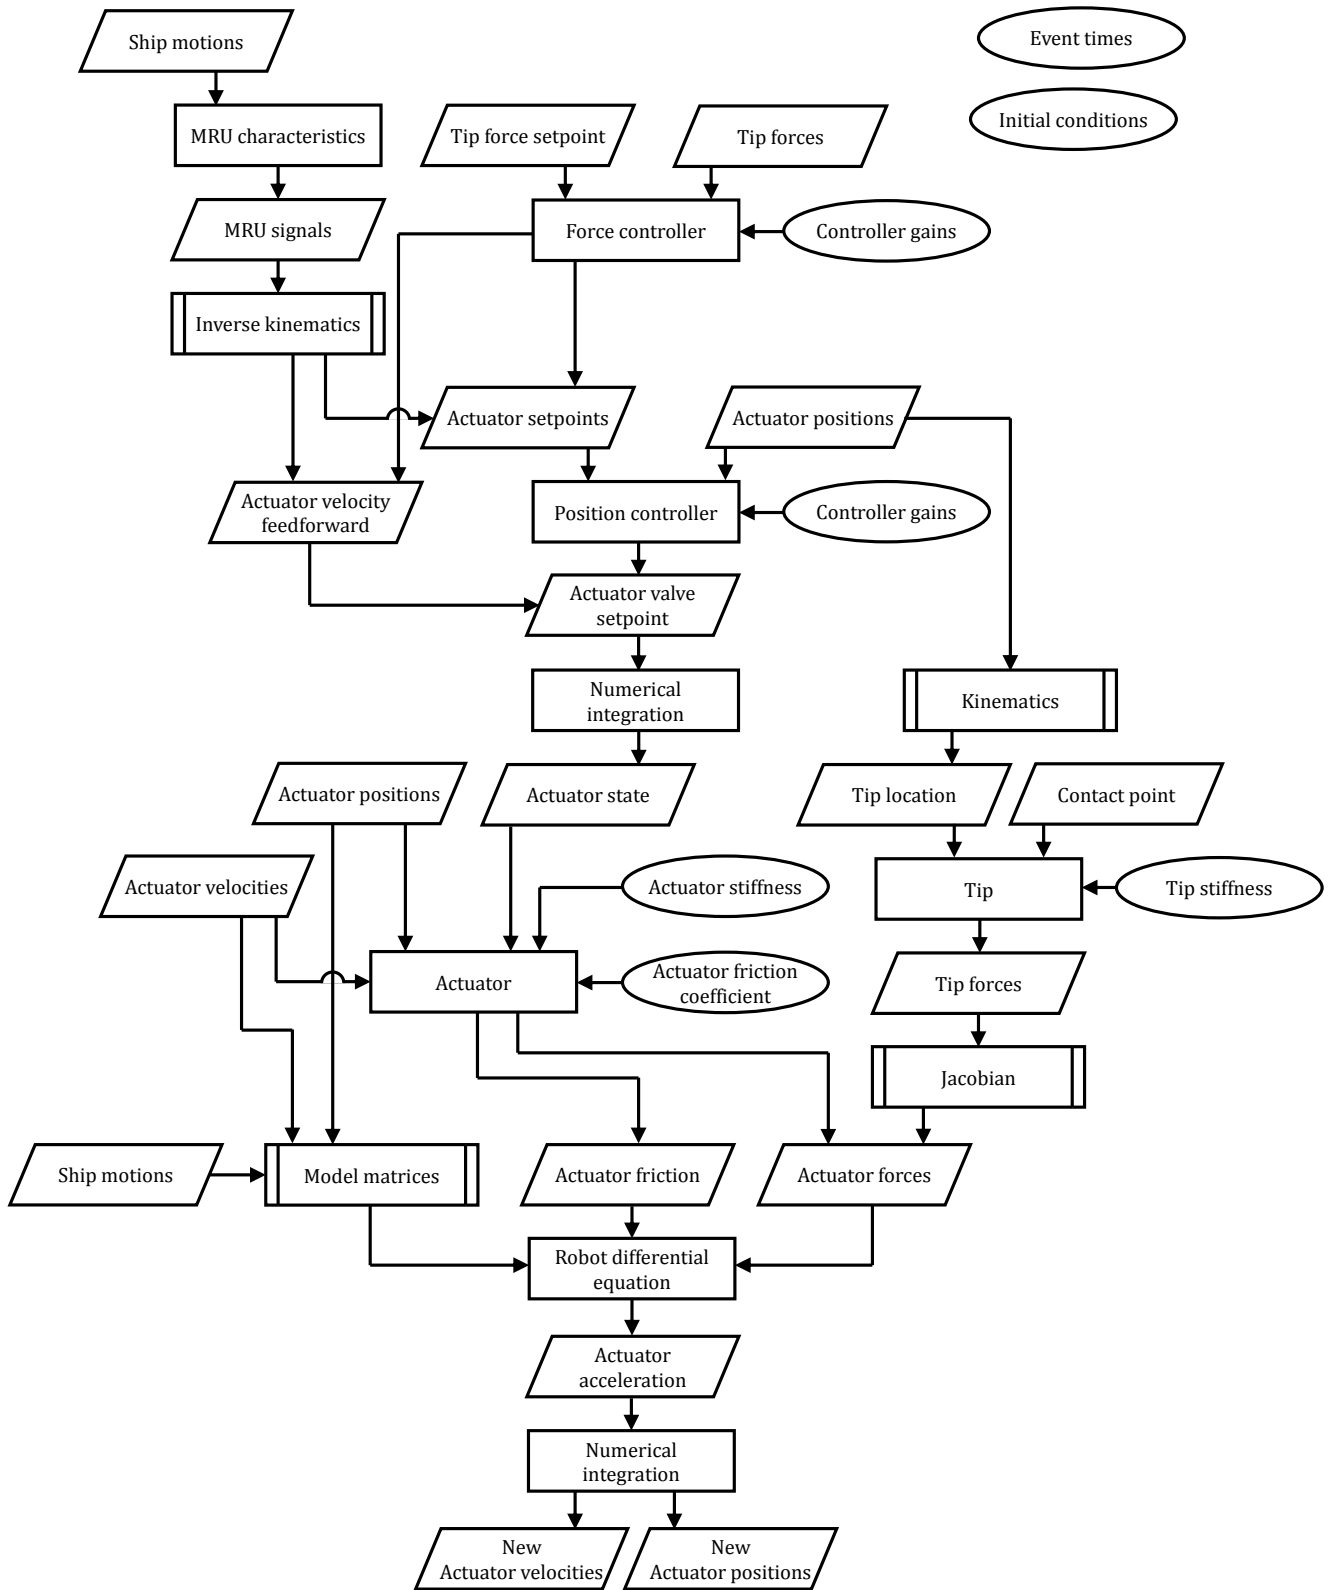 Ship motions
Event times
MRU characteristics
Tip force setpoint
Tip forces
Initial conditions
MRU signals
Force controller
Controller gains
Inverse kinematics
Actuator setpoints
Actuator positions
Actuator velocity
feedforward
Position controller
Controller gains
Actuator valve
setpoint
Numerical
integration
Kinematics
Actuator positions
Actuator state
Tip location
Contact point
Actuator velocities
Actuator stiffness
Tip
Tip stiffness
Actuator
Actuator friction
coefficient
Tip forces
Jacobian
Ship motions
Model matrices
Actuator friction
Actuator forces
Robot differential
equation
Actuator
acceleration
Numerical
integration
New
Actuator velocities
New
Actuator positions